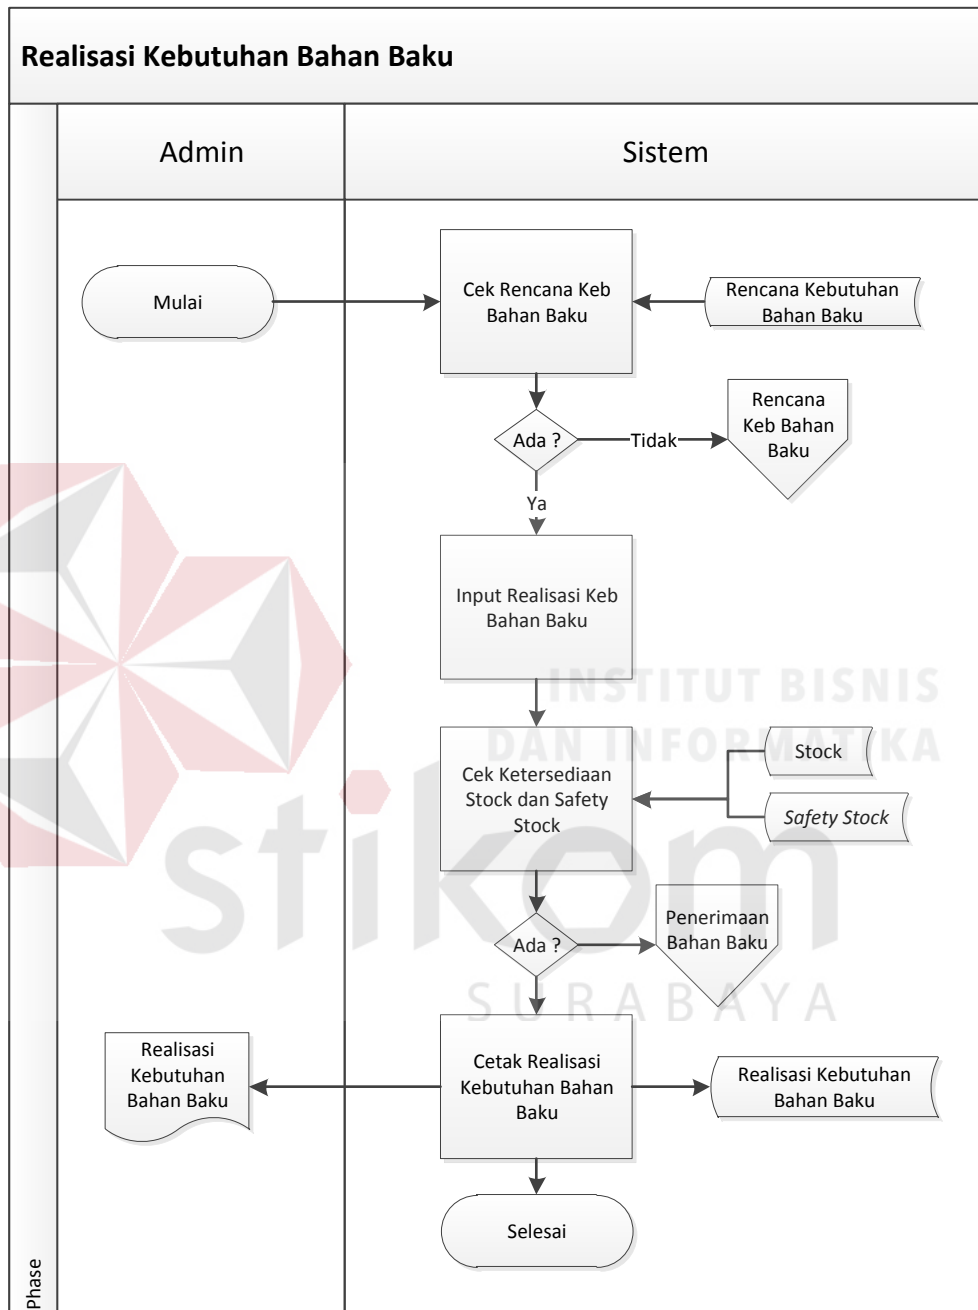 Realisasi Kebutuhan Bahan Baku
Admin
Sistem
Mulai
Cek Rencana Keb
Bahan Baku
Rencana Kebutuhan
Bahan Baku
Ada ?
Tidak
Rencana
Keb Bahan
Baku
Ya
Input Realisasi Keb
Bahan Baku
INSTITUT BISNIS
DAN INFORMATIKA
Cek Ketersediaan
Stock dan Safety
Stock
Stock
Safety Stock
stikom
Ada ?
Penerimaan
Bahan Baku
SURABAYA
Realisasi
Kebutuhan
Bahan Baku
Cetak Realisasi
Kebutuhan Bahan
Baku
Realisasi Kebutuhan
Bahan Baku
Selesai
Phase